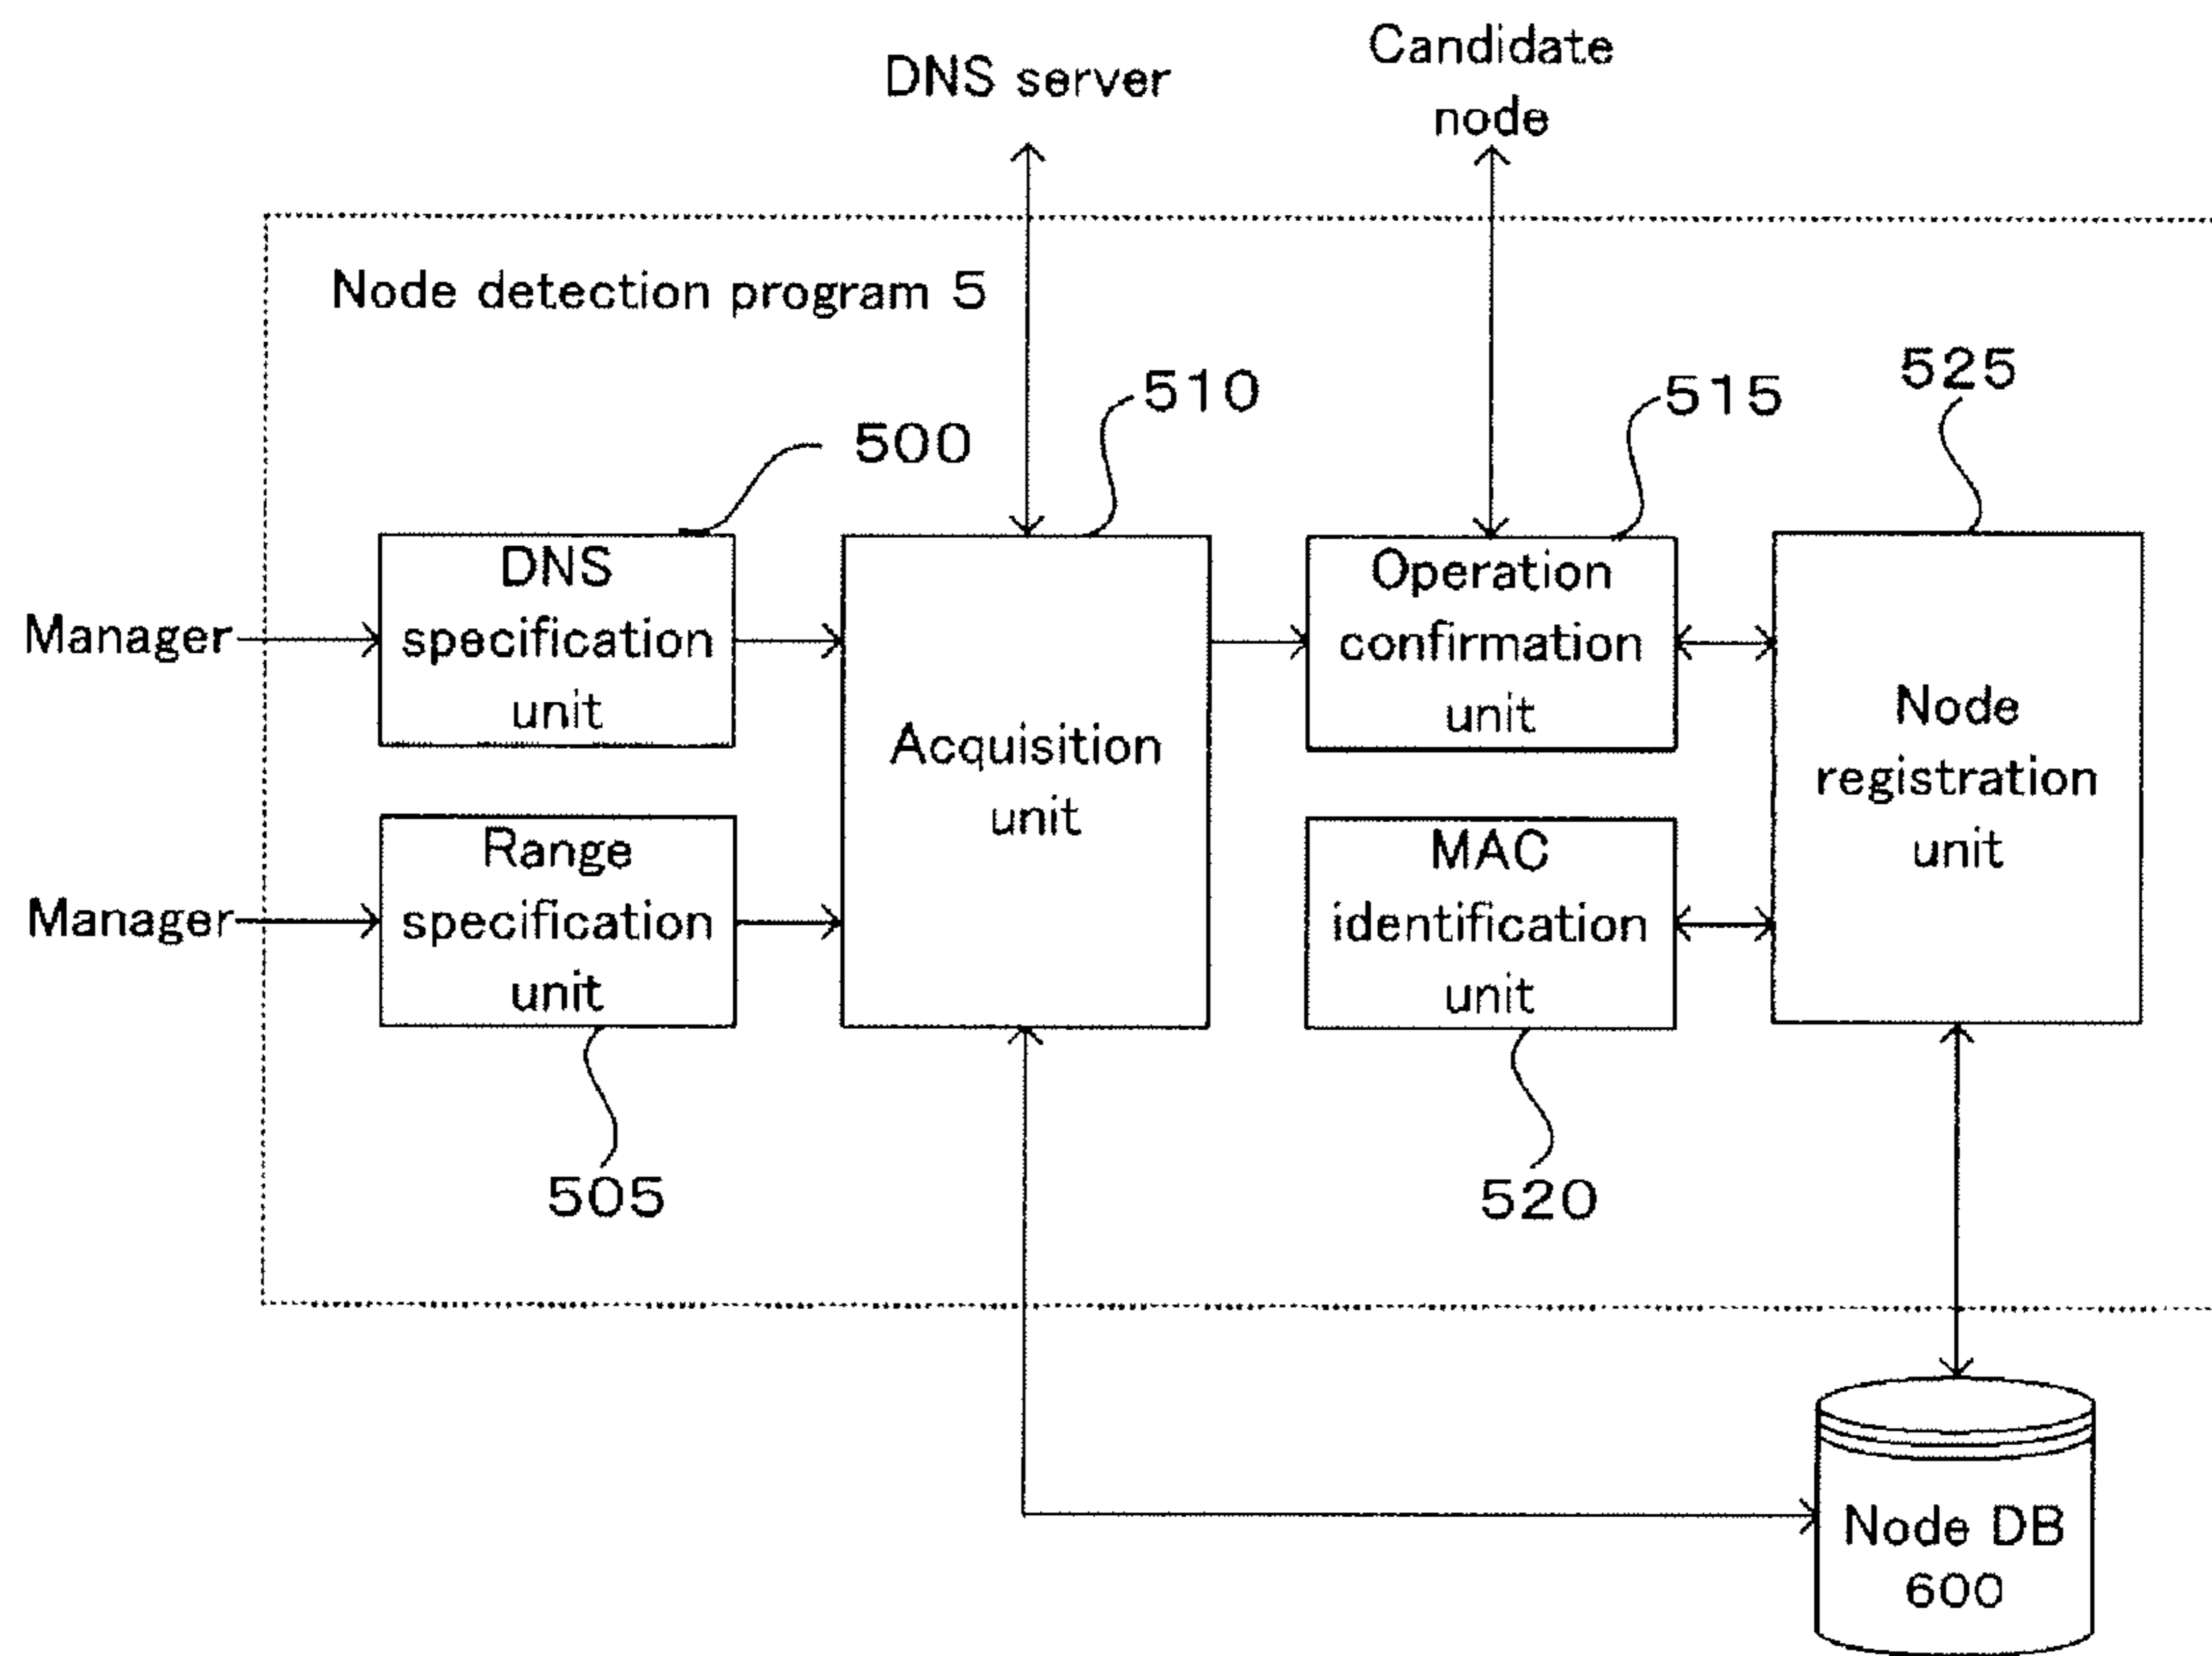 DNS server
Candidate
node
Node detection program 5
510
515
525
500
DNS
specification
unit
Operation
confirmation
unit
Manager
Acquisition
unit
Node
registration
unit
Range
specification
unit
MAC
identification
unit
Manager
505
520
Node DB
600